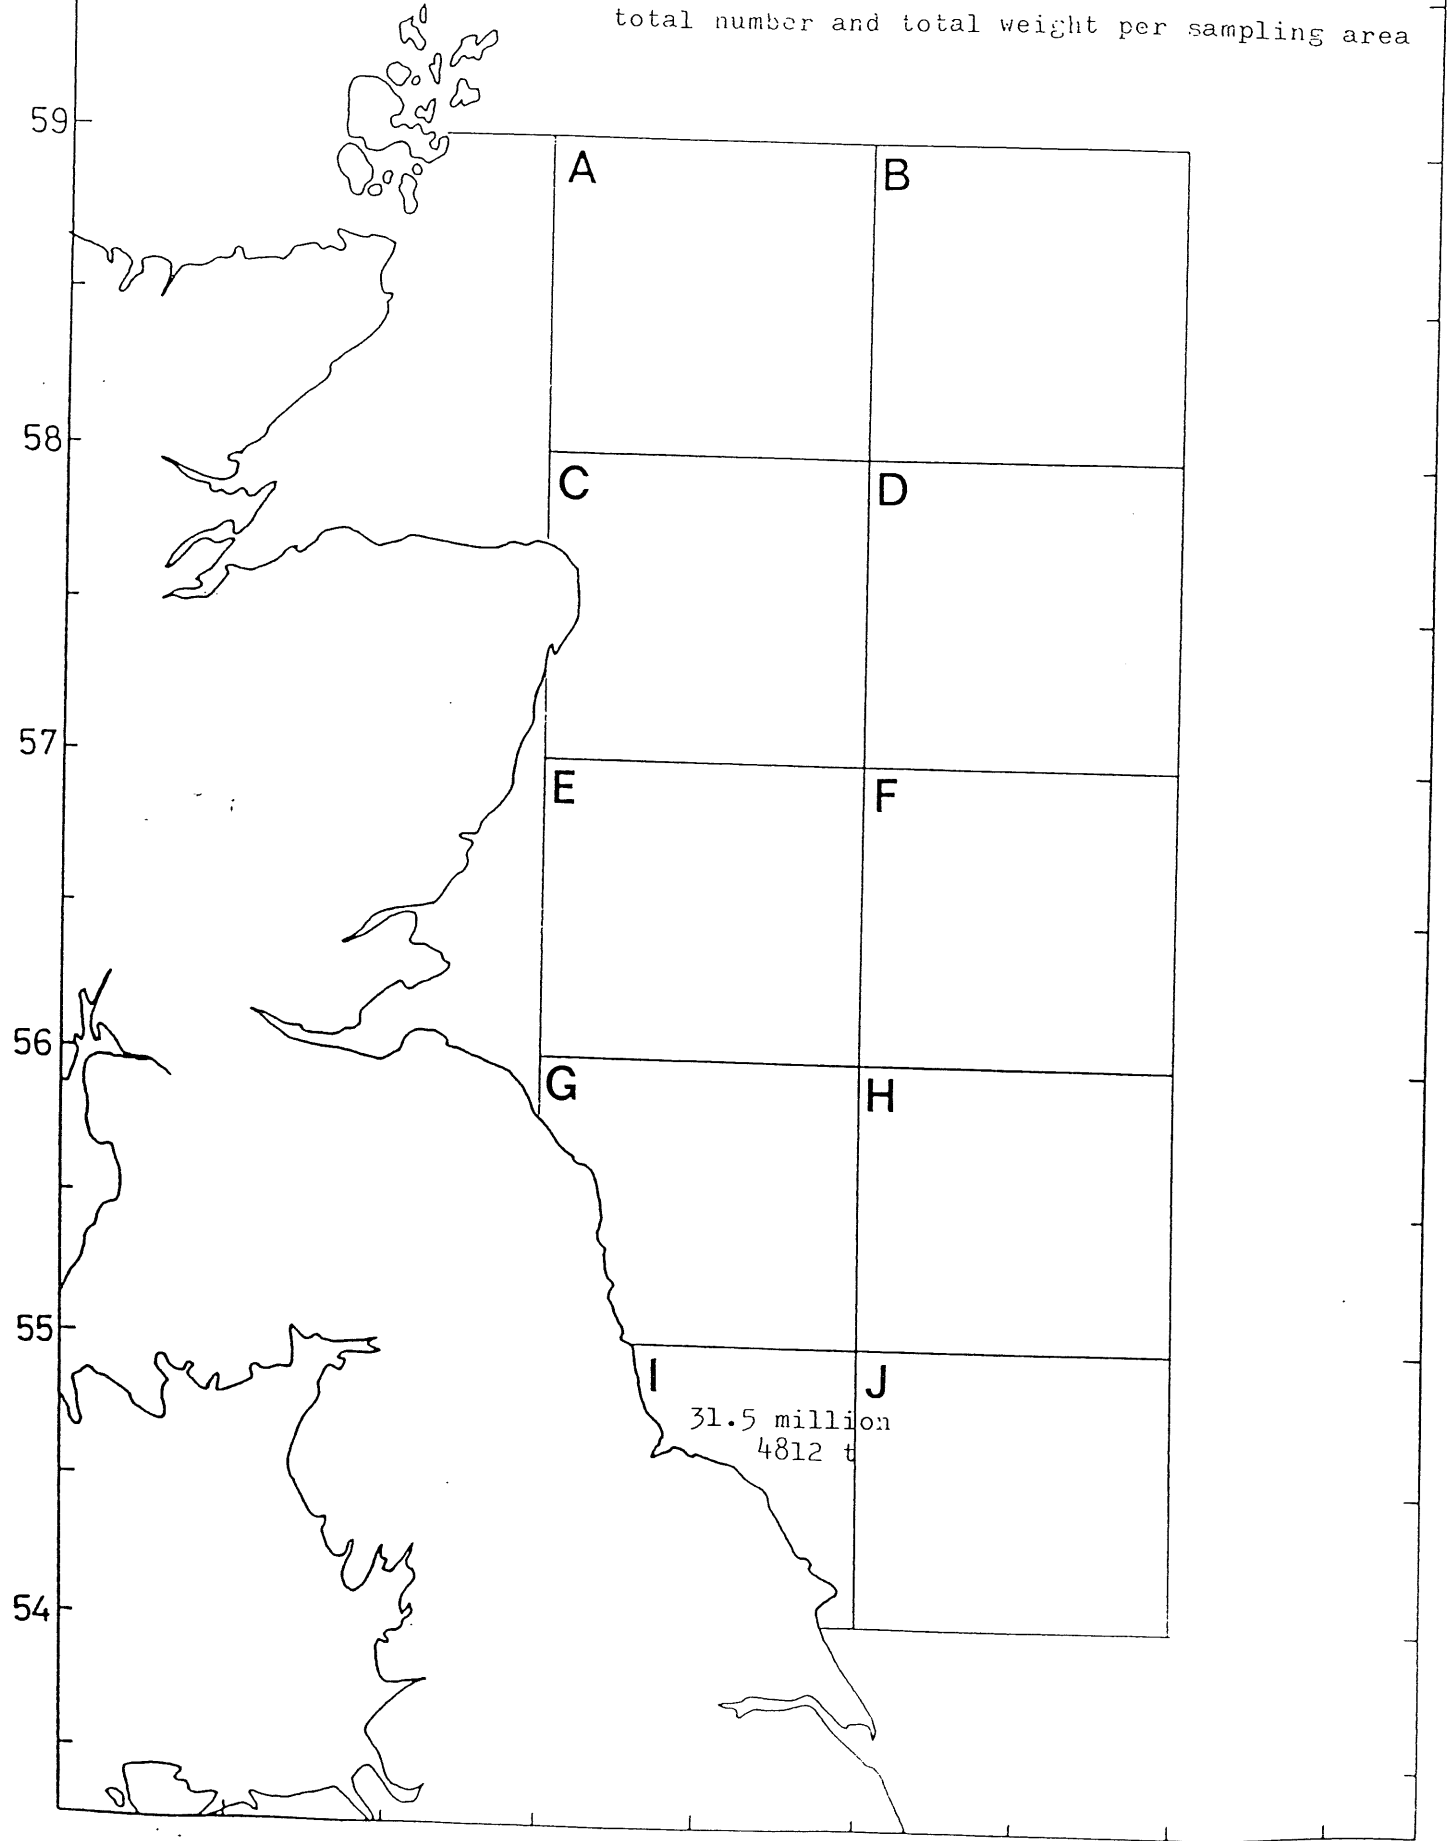 total number and total weight per sampling area
59
A
B
58
C
D
57
E
F
56
G
H
55
I
J
31.5 million
4812 t
54